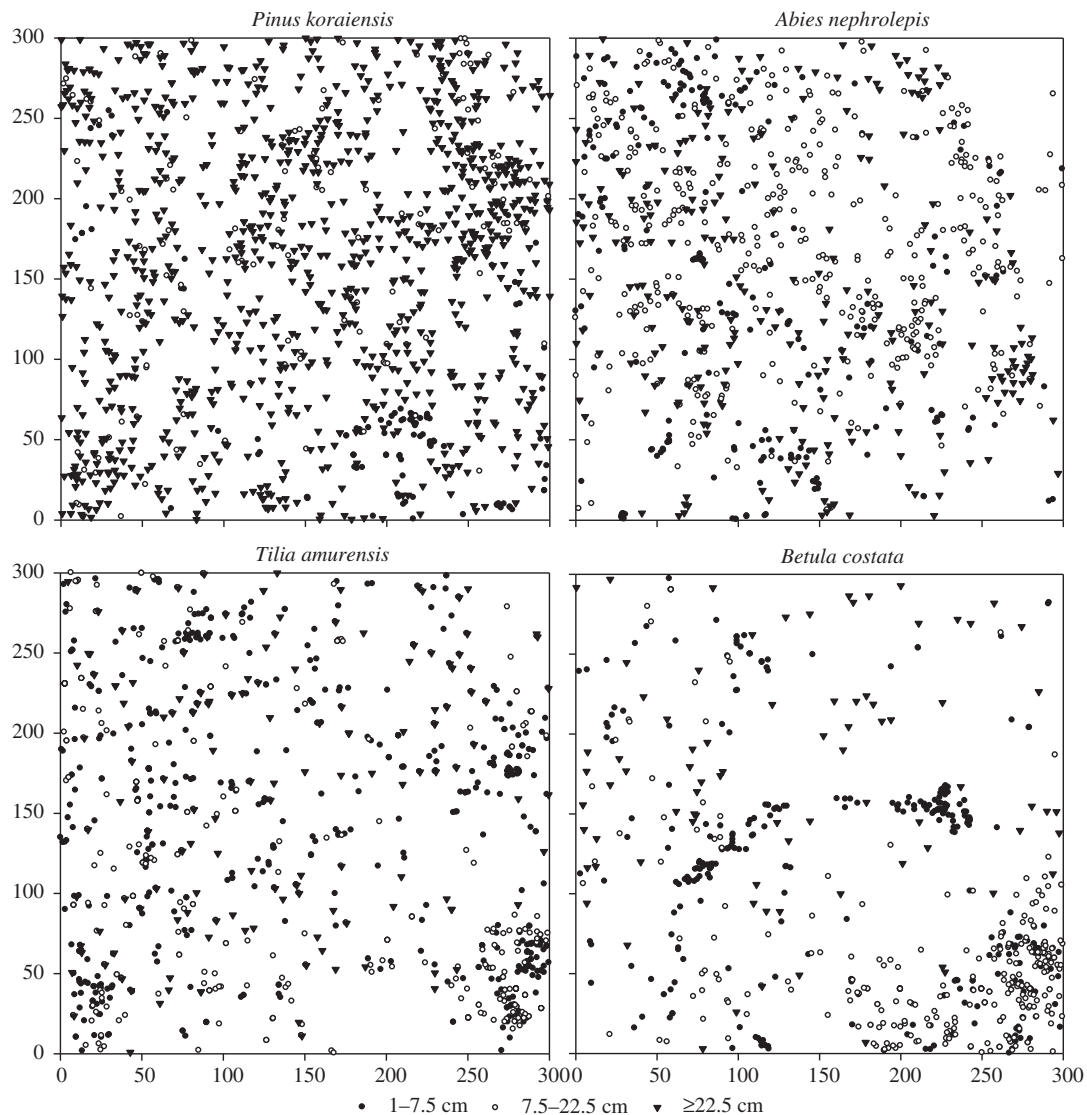 Pinus koraiensis
Abies nephrolepis
300
250
200
150
100
50
0
Tilia amurensis
Betula costata
300
250
200
150
100
50
0
0 50 100 150 200 250 300 0 50 100 150 200 250 300
1–7.5 cm 7.5–22.5 cm ≥22.5 cm